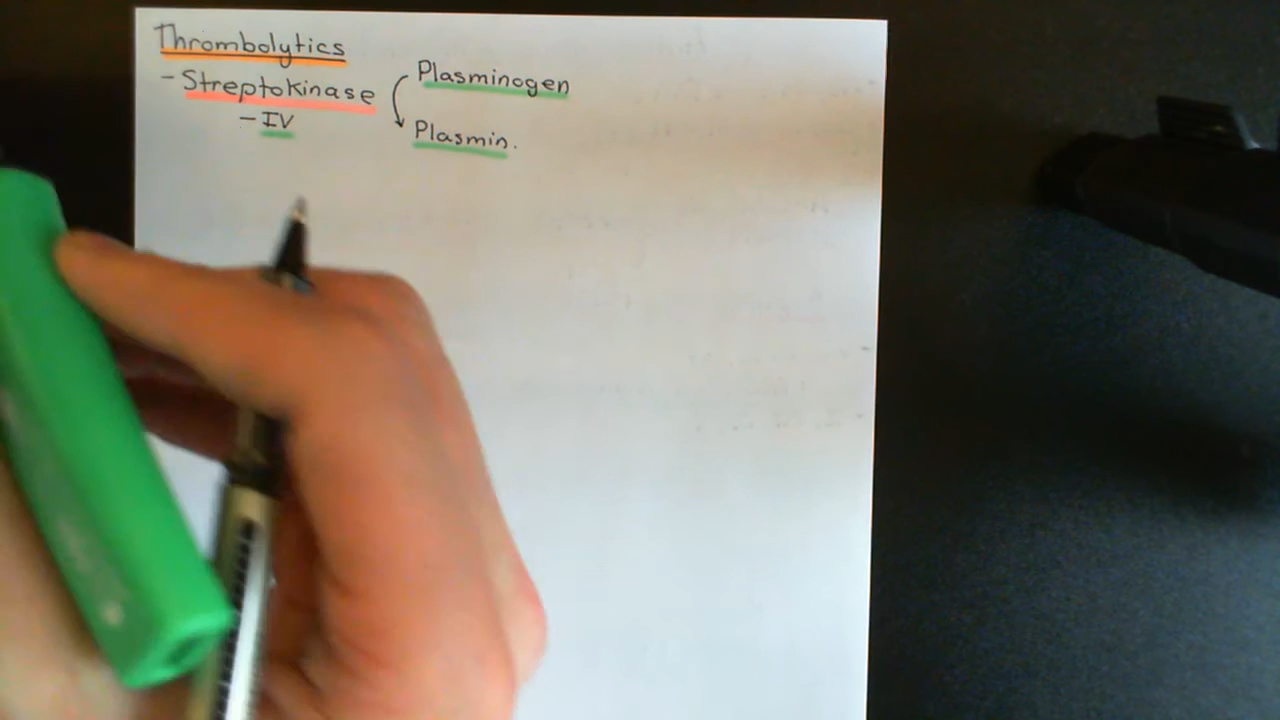 Thrombolytics
- Streptokinase
- IV
Plasminogen
Plasmin.